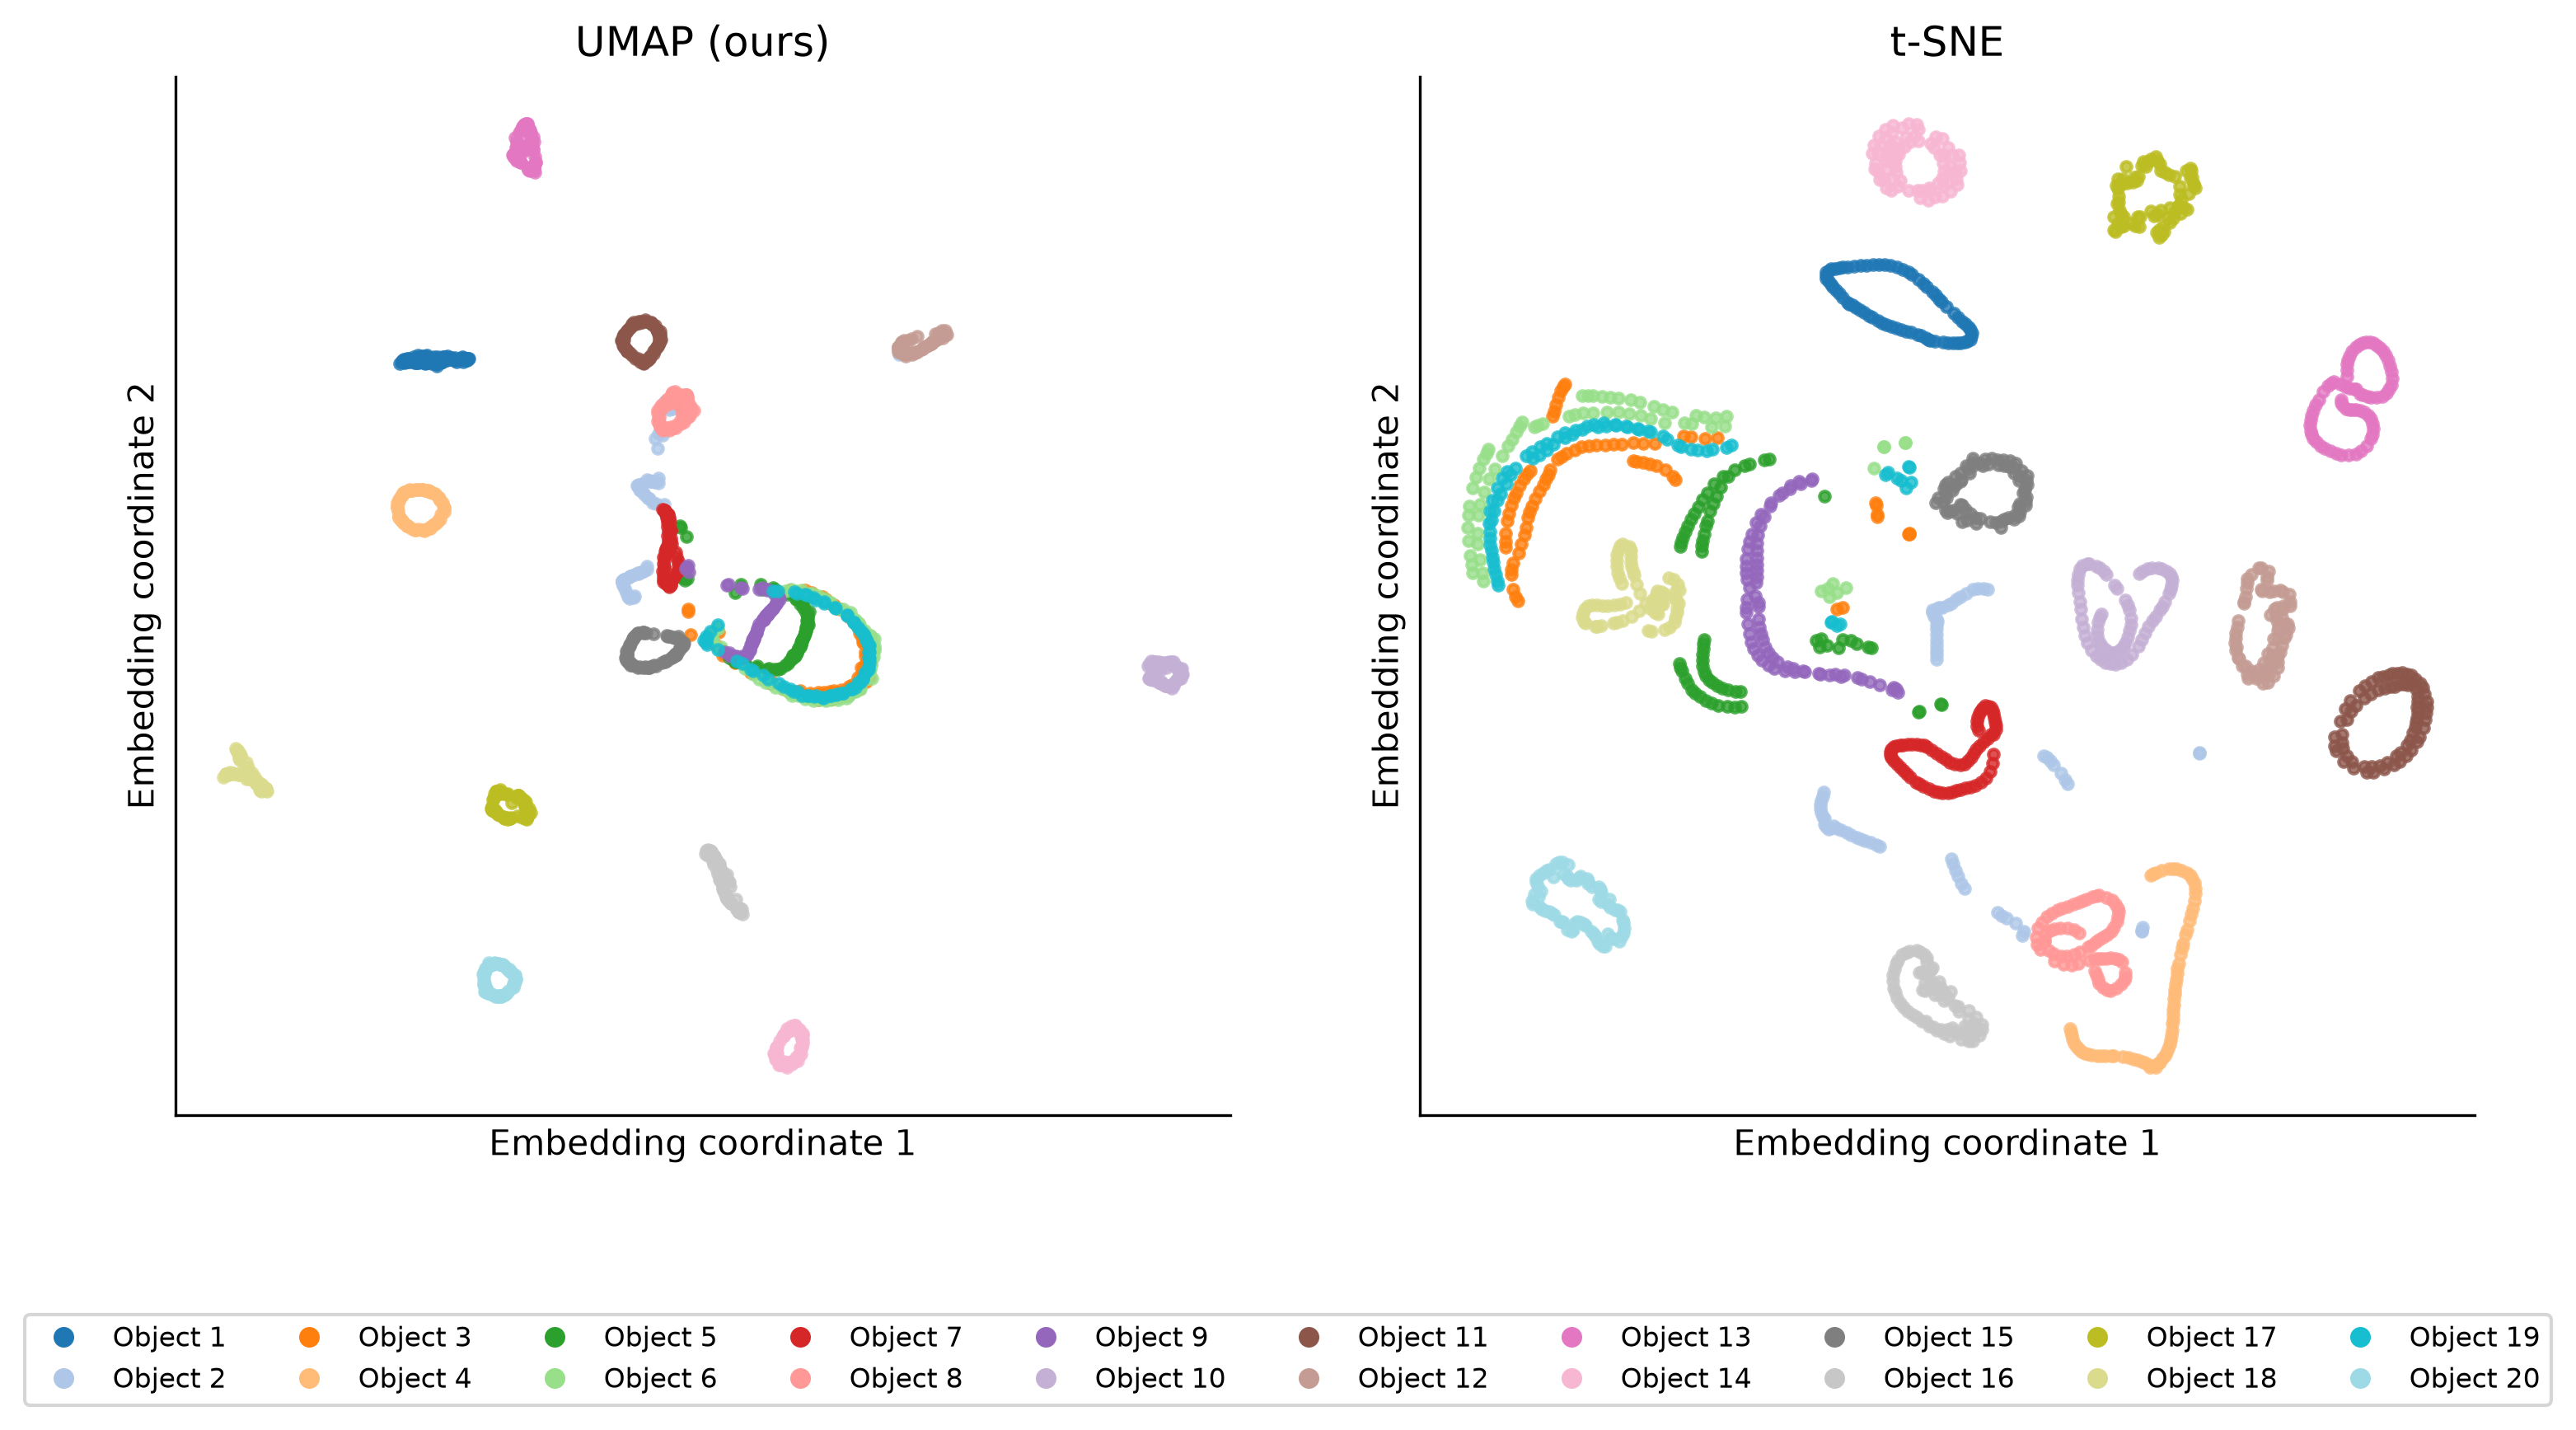 UMAP (ours)
Embedding coordinate 2
Embedding coordinate 1
t-SNE
Embedding coordinate 2
Embedding coordinate 1
Object 1 Object 3 Object 5 Object 7 Object 9 Object 11 Object 13 Object 15 Object 17 Object 19
Object 2 Object 4 Object 6 Object 8 Object 10 Object 12 Object 14 Object 16 Object 18 Object 20